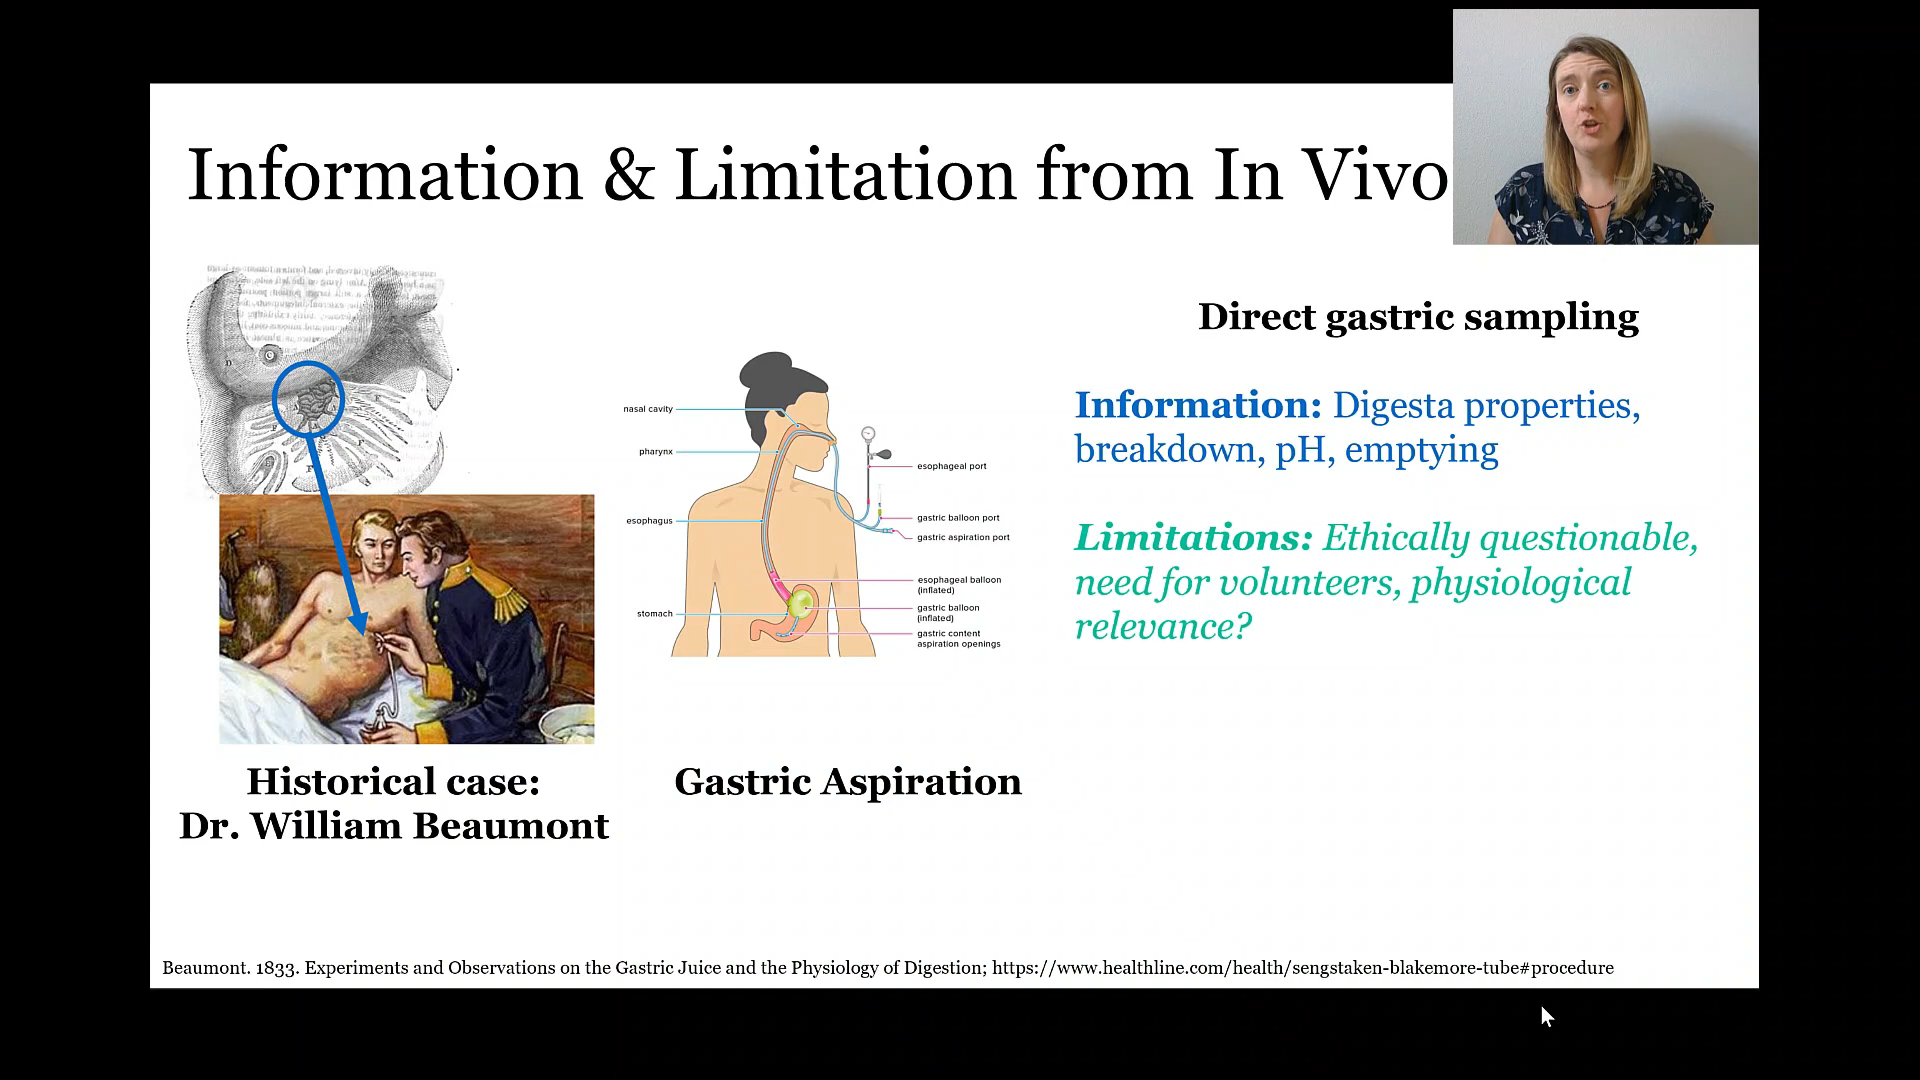 Information & Limitation from In Vivo
Direct gastric sampling
Information: Digesta properties,
breakdown, pH, emptying
Limitations: Ethically questionable,
need for volunteers, physiological
relevance?
nasal cavity
pharynx
esophagus
stomach
esophageal port
gastric balloon port
gastric aspiration port
esophageal balloon
(inflated)
gastric balloon
(inflated)
gastric content
aspiration openings
Historical case:
Dr. William Beaumont
Gastric Aspiration
Beaumont. 1833. Experiments and Observations on the Gastric Juice and the Physiology of Digestion; https://www.healthline.com/health/sengstaken-blakemore-tube#procedure